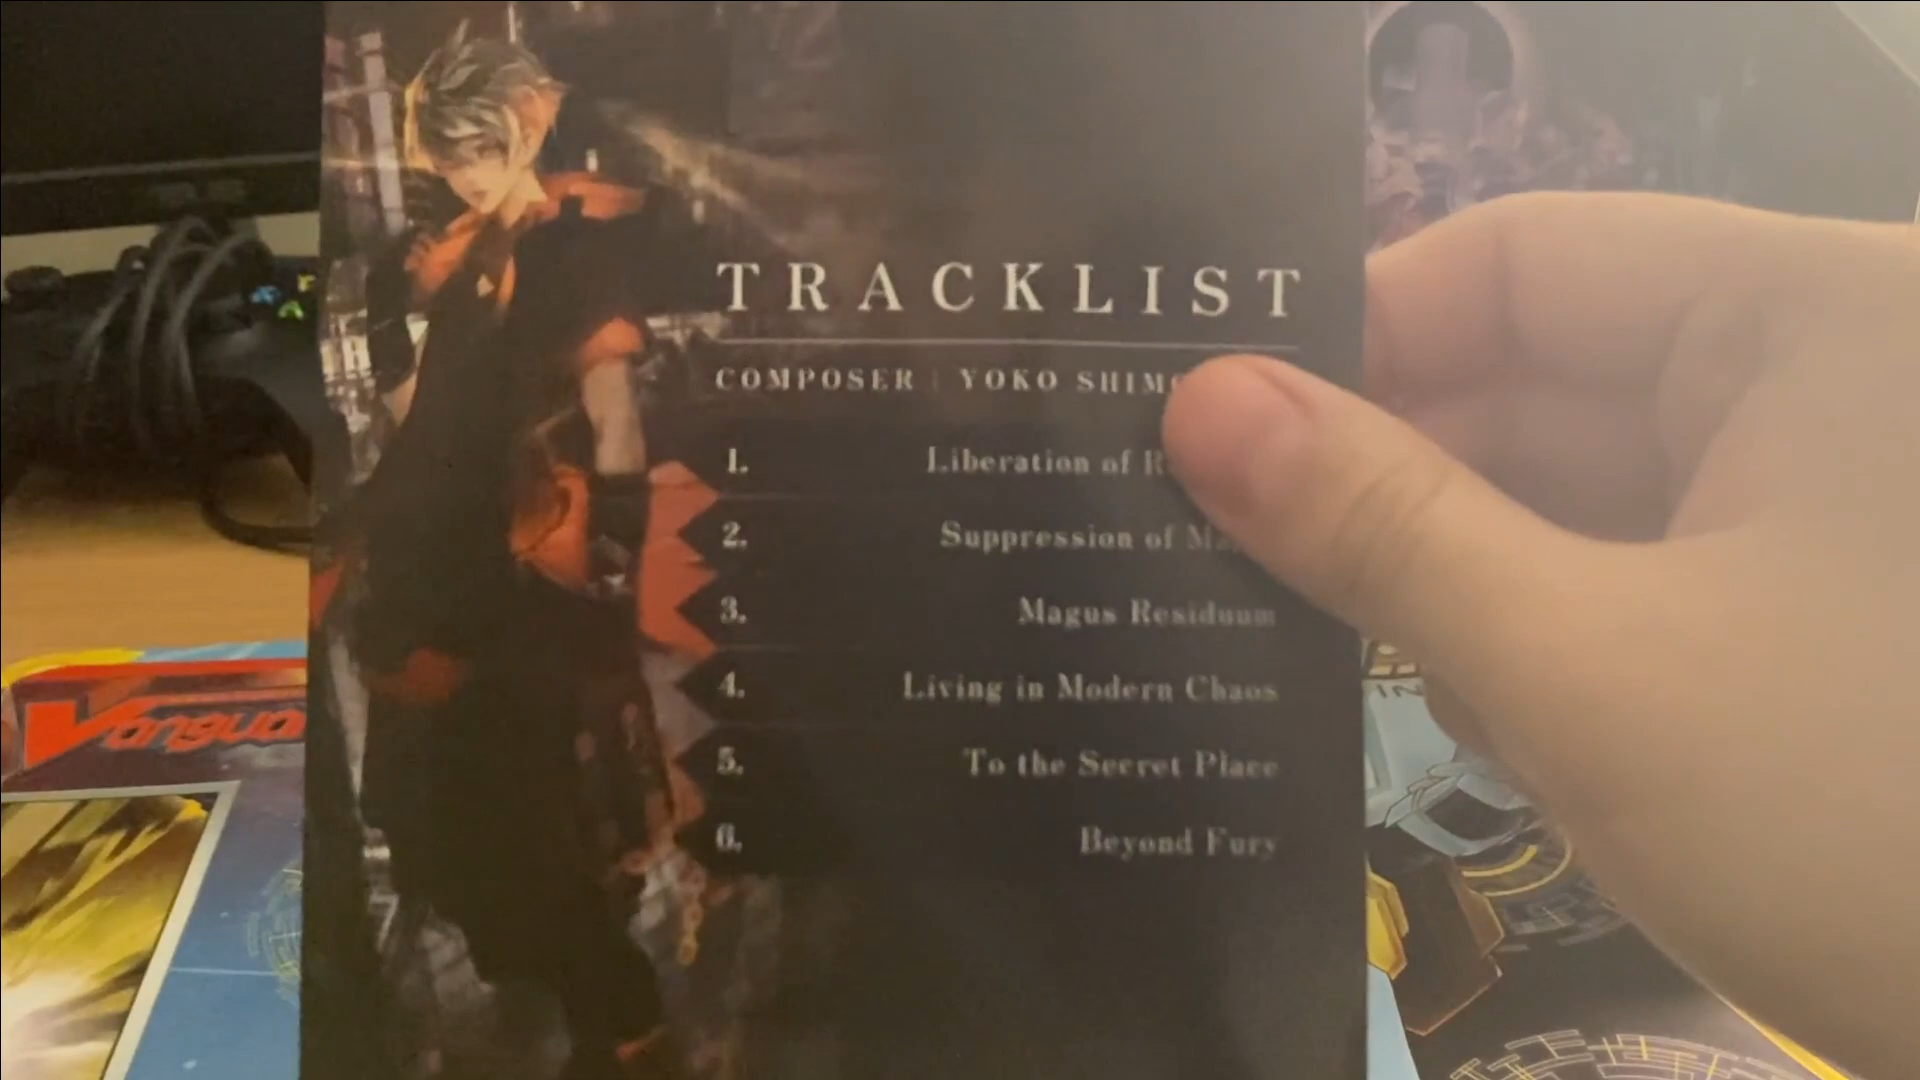 TRACKLIST
COMPOSER | YOKO
1. Liberation of
2. Suppression of
3. Magus Residuum
4. Living in Modern Chaos
5. To the Secret Place
6. Beyond Fury
IN